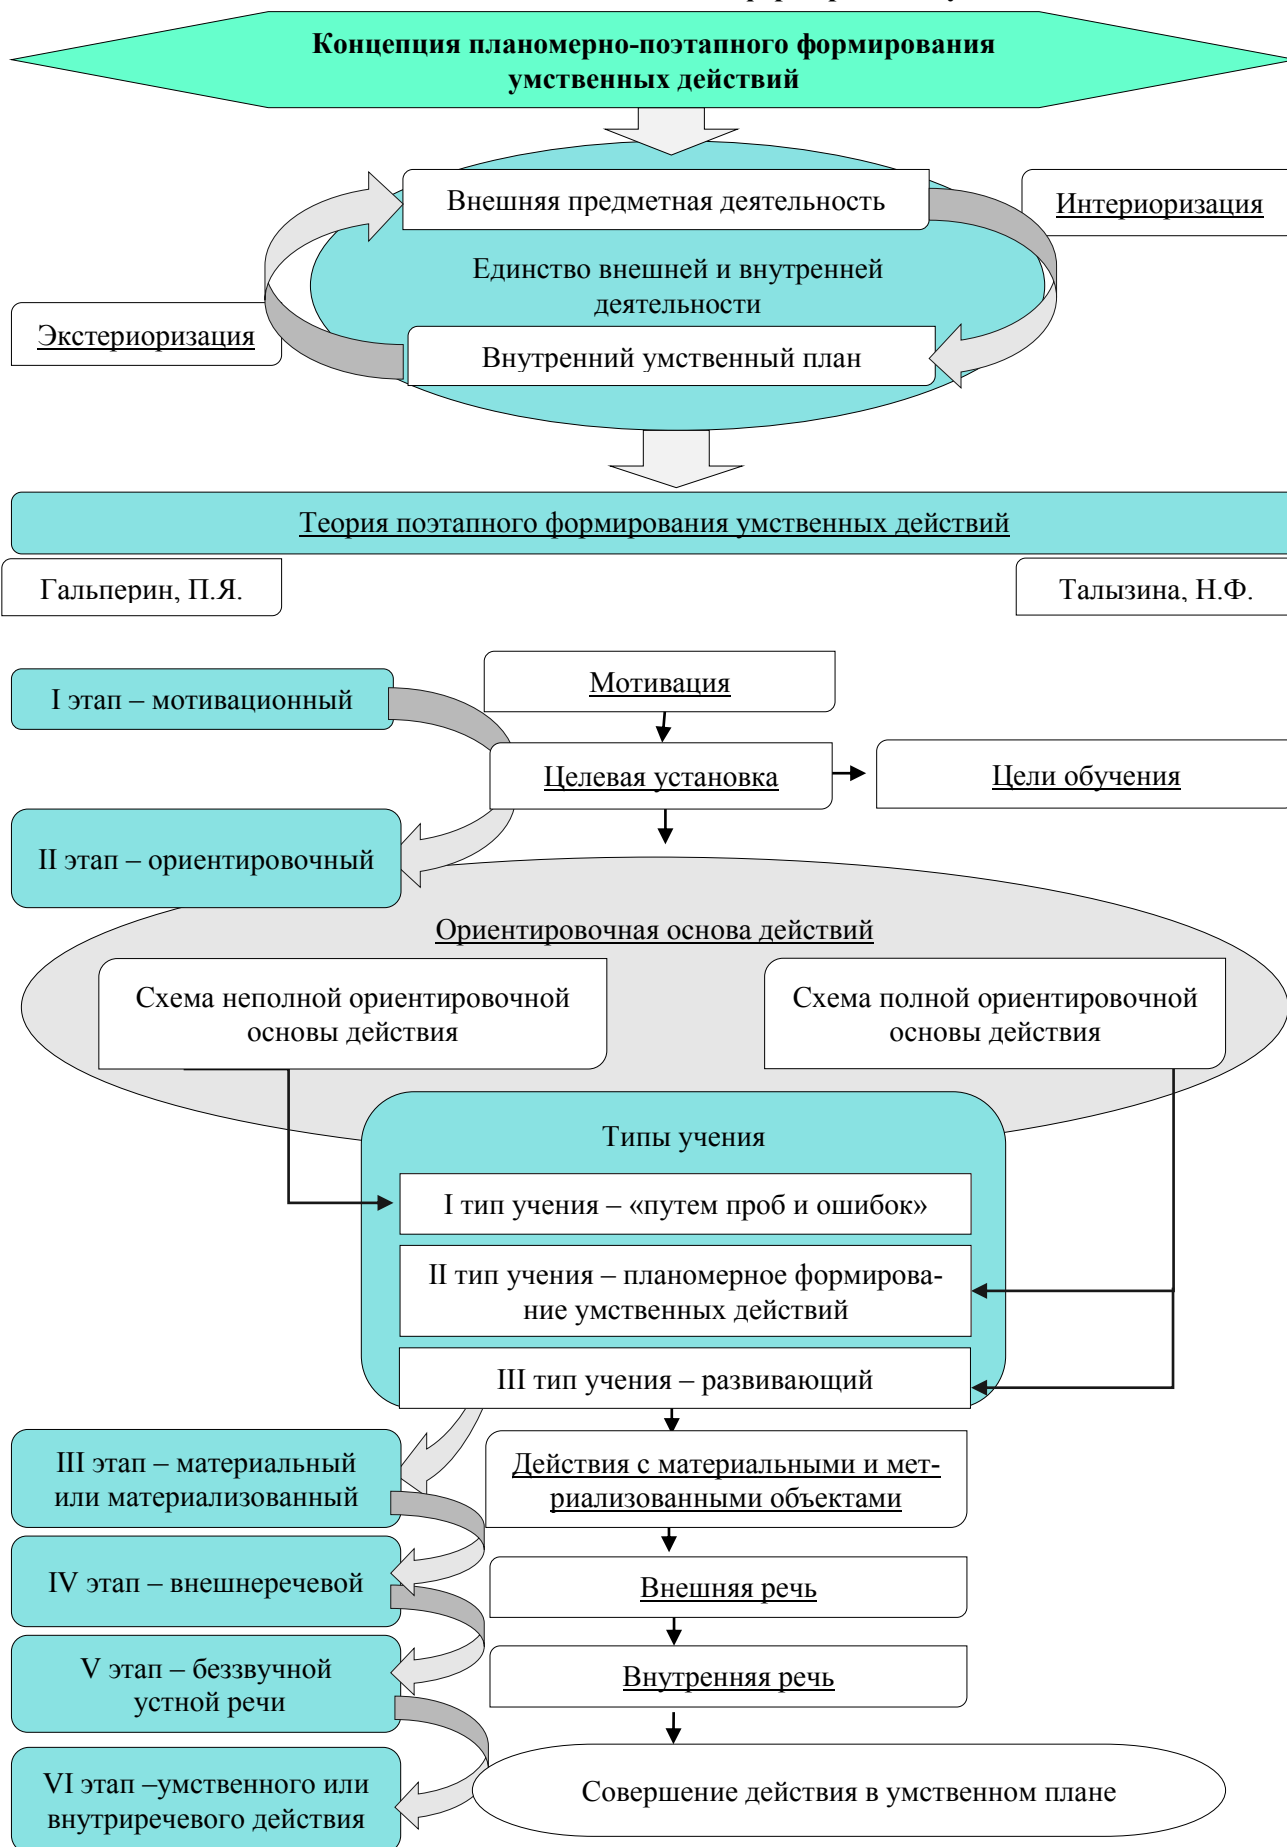 Концепция планомерно-поэтапного формирования
умственных действий
Внешняя предметная деятельность
Интериоризация
Единство внешней и внутренней
деятельности
Экстериоризация
Внутренний умственный план
Теория поэтапного формирования умственных действий
Гальперин, П.Я.
Талызина, Н.Ф.
I этап – мотивационный
Мотивация
Целевая установка
Цели обучения
II этап – ориентировочный
Ориентировочная основа действий
Схема неполной ориентировочной
основы действия
Схема полной ориентировочной
основы действия
Типы учения
I тип учения – «путем проб и ошибок»
II тип учения – планомерное формирова-
ние умственных действий
III тип учения – развивающий
III этап – материальный
или материализованный
Действия с материальными и мет-
риализованными объектами
IV этап – внешнеречевой
Внешняя речь
V этап – беззвучной
устной речи
Внутренняя речь
VI этап –умственного или
внутриречевого действия
Совершение действия в умственном плане